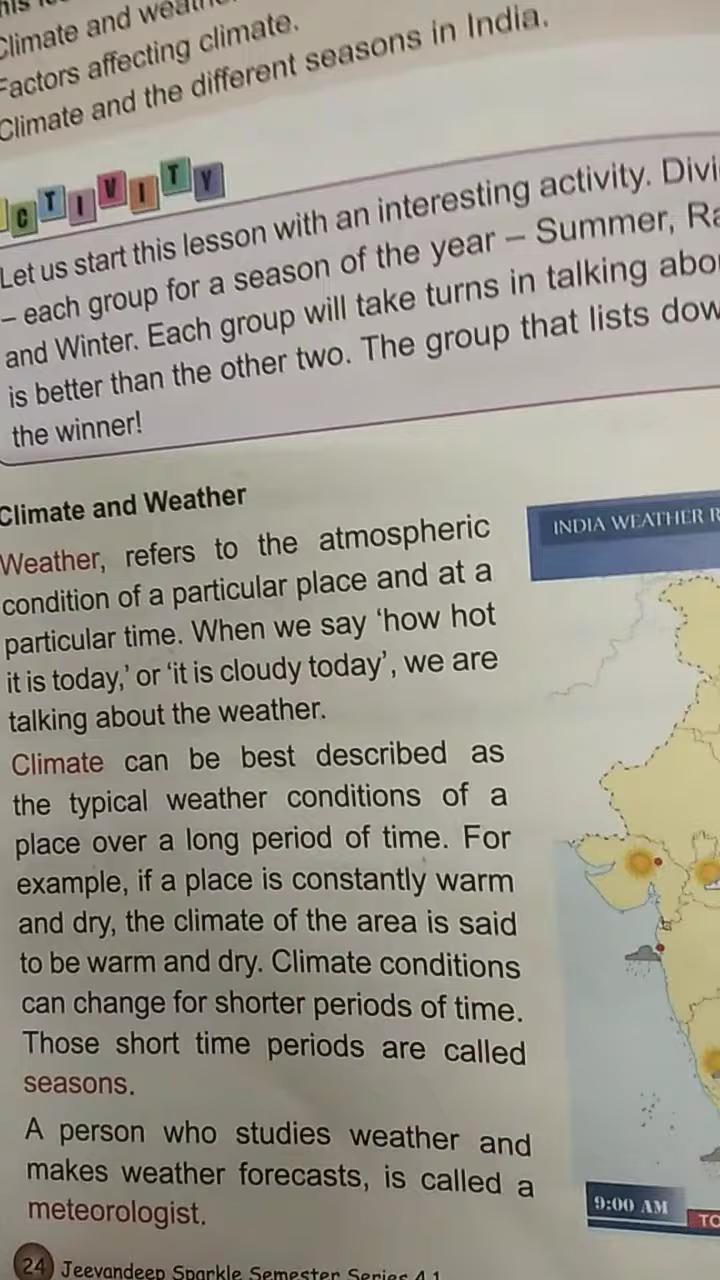 Climate and
Factors affecting climate.
Climate and the different seasons in India.
CTIVITY
Let us start this lesson with an interesting activity.
– each group for a season of the year – Summer,
and Winter. Each group will take turns in talking
is better than the other two. The group that lists
the winner!
Climate and Weather
Weather, refers to the atmospheric
condition of a particular place and at a
particular time. When we say ‘how hot
it is today,’ or ‘it is cloudy today’, we are
talking about the weather.
Climate can be best described as
the typical weather conditions of a
place over a long period of time. For
example, if a place is constantly warm
and dry, the climate of the area is said
to be warm and dry. Climate conditions
can change for shorter periods of time.
Those short time periods are called
seasons.
A person who studies weather and
makes weather forecasts, is called a
meteorologist.
INDIA WEATHER
9:00 AM
24 Jeevandeep Sparkle Semester Series 4.1